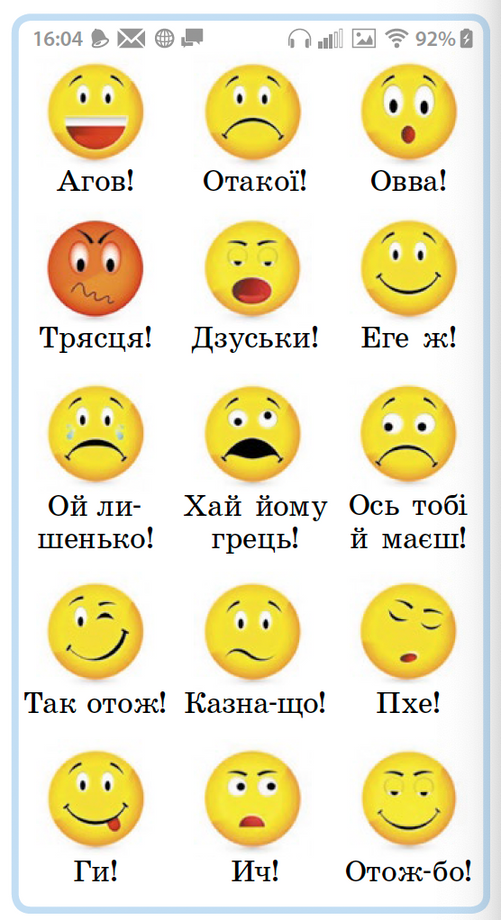 16:04 92%
Агов! Отакої! Овва!
Трясця! Дзуськи! Еге ж!
Ой ли-
шенько!
Хай йому
грець!
Ось тобі
й маєш!
Так отож! Казна-що! Пхе!
Ги! Ич! Отож-бо!